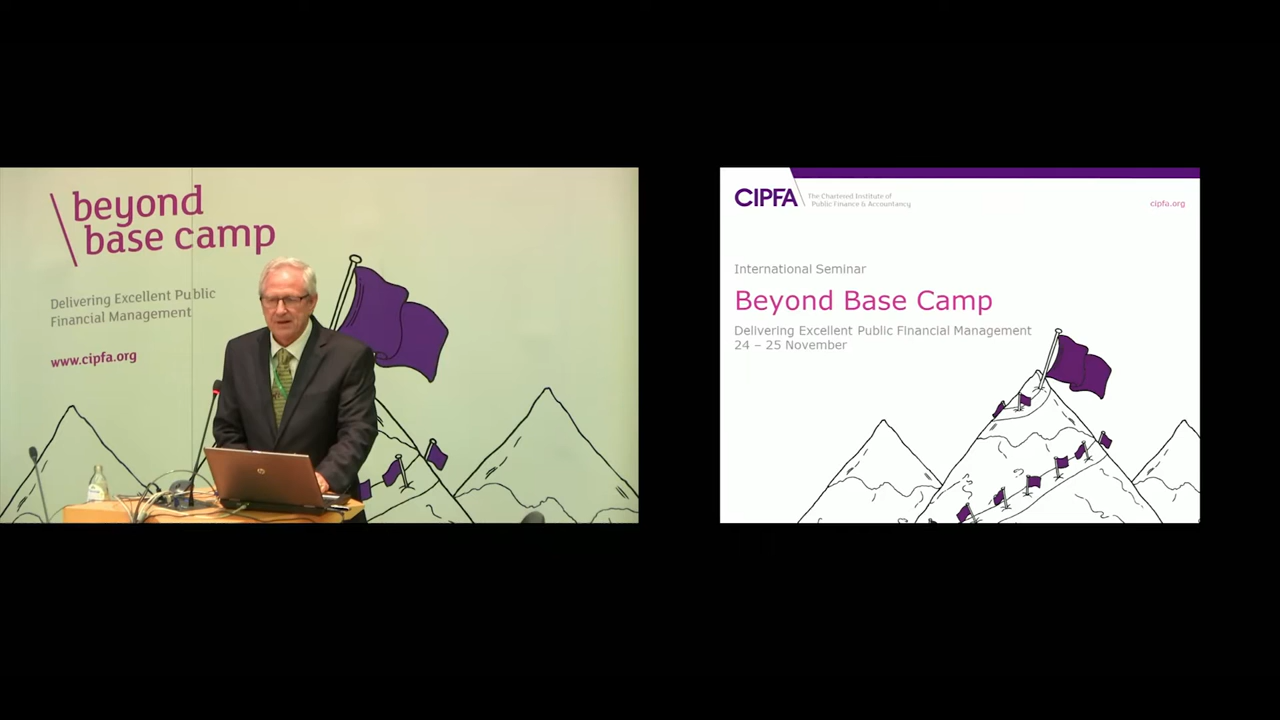 beyond
base camp
Delivering Excellent Public
Financial Management
www.cipfa.org
hp
CIPFA
The Chartered Institute of
Public Finance & Accountancy
cipfa.org
International Seminar
Beyond Base Camp
Delivering Excellent Public Financial Management
24 – 25 November